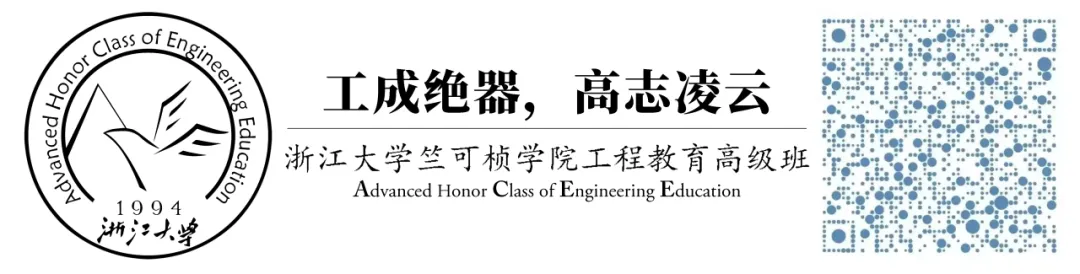 Advanced Honor Class of Engineering Education
1994
浙江大学
工成绝器，高志凌云
浙江大学竺可桢学院工程教育高级班
Advanced Honor Class of Engineering Education